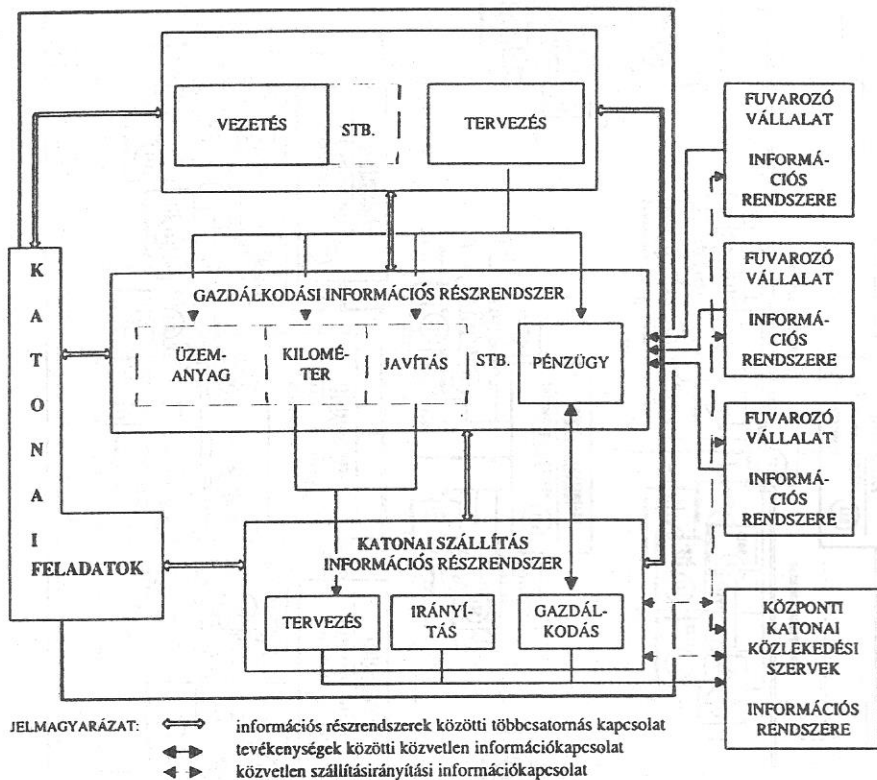 VEZETÉS
STB.
TERVEZÉS
FUVAROZÓ
VÁLLALAT
INFORMÁ-
CIÓS
RENDSZERE
KATONAI
FELADATOK
GAZDÁLKODÁSI INFORMÁCIÓS RÉSZRENDSZER
ÜZEM-
ANYAG
KILOMÉ-
TER
JAVÍTÁS
STB.
PÉNZÜGY
FUVAROZÓ
VÁLLALAT
INFORMÁ-
CIÓS
RENDSZERE
FUVAROZÓ
VÁLLALAT
INFORMÁ-
CIÓS
RENDSZERE
KATONAI SZÁLLÍTÁS
INFORMÁCIÓS RÉSZRENDSZER
TERVEZÉS
IRÁNYÍ-
TÁS
GAZDÁL-
KODÁS
KÖZPONTI
KATONAI
KÖZLEKEDÉSI
SZERVEK
INFORMÁCIÓS
RENDSZERE
JELMAGYARÁZAT:
információs részrendszerek közötti többcsatornás kapcsolat
tevékenységek közötti közvetlen információkapcsolat
közvetlen szállításirányítási információkapcsolat